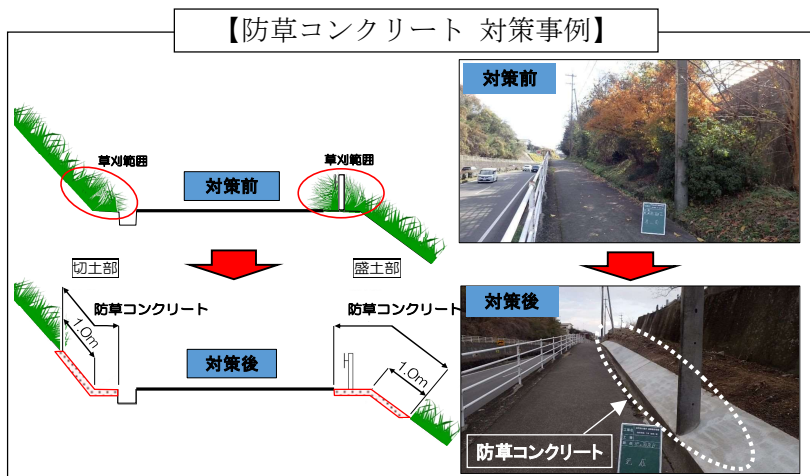 【防草コンクリート 対策事例】
対策前
草刈範囲
草刈範囲
対策前
切土部
盛土部
防草コンクリート
防草コンクリート
1.0m
1.0m
対策後
対策後
防草コンクリート